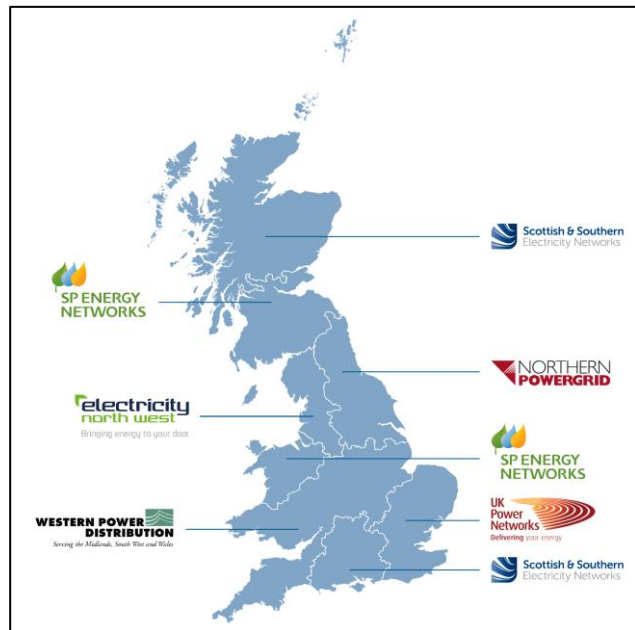 Scottish & Southern
Electricity Networks
SP ENERGY
NETWORKS
NORTHERN
POWERGRID
electricity
north west
Bringing energy to your door
SP ENERGY
NETWORKS
WESTERN POWER
DISTRIBUTION
Serving the Midlands, South West and Wales
UK
Power
Networks
Delivering your energy
Scottish & Southern
Electricity Networks